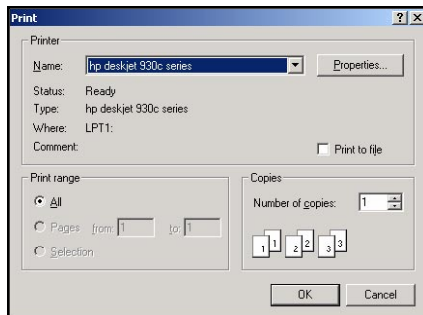 Print
Printer
Name: hp deskjet 930c series Properties...
Status: Ready
Type: hp deskjet 930c series
Where: LPT1:
Comment: Print to file
Print range
All
Pages from: 1 to: 1
Selection
Copies
Number of copies: 1
1 1 2 2 3 3
OK Cancel